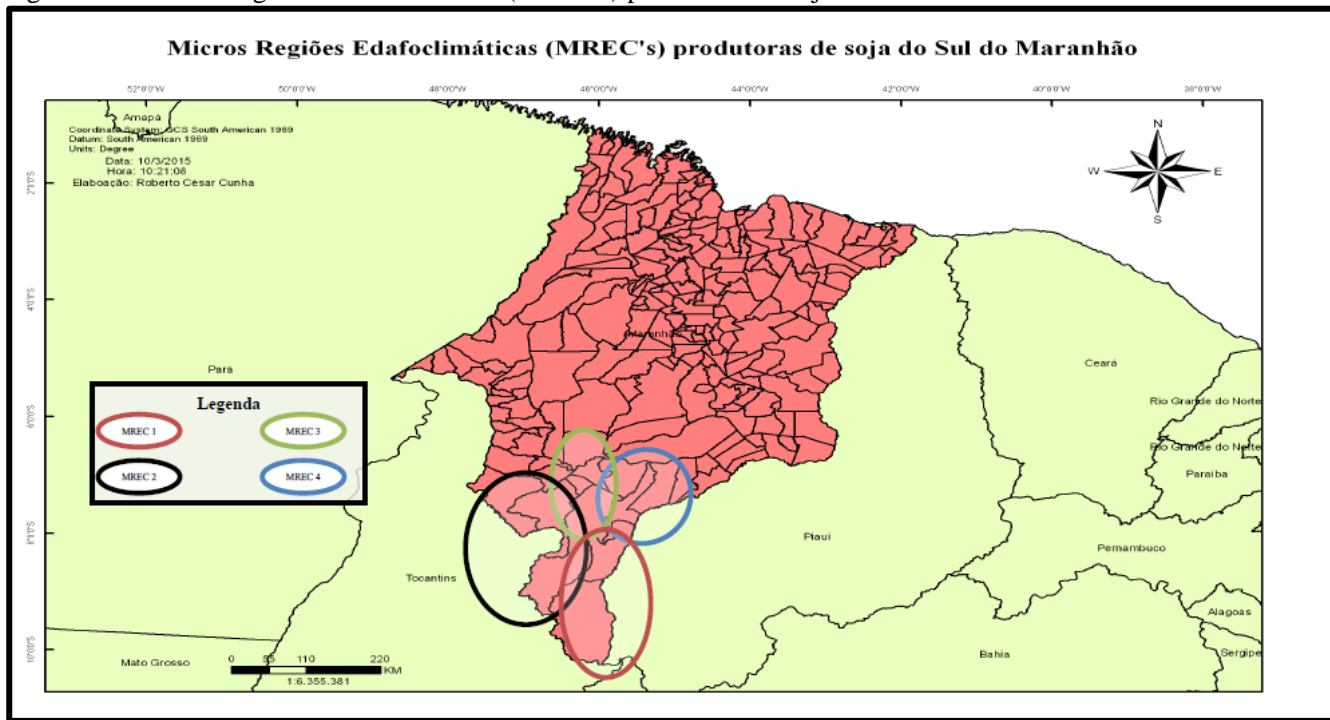 Micros Regiões Edafoclimáticas (MREC's) produtoras de soja do Sul do Maranhão
52°0'0"W 50°0'0"W 48°0'0"W 46°0'0"W 44°0'0"W 42°0'0"W 40°0'0"W 38°0'0"W
Amapá
Coordinate System: GCS South American 1969
Datum: South American 1969
Units: Degree
Data: 10/3/2015
Hora: 10:21:08
Elaboação: Roberto César Cunha
N
W E
S
2°0'0"S
4°0'0"S
6°0'0"S
8°0'0"S
10°0'0"S
Maranhão
Pará
Ceará
Rio Grande do Norte
Rio Grande do Norte
Paraíba
Legenda
MREC 1 MREC 3
MREC 2 MREC 4
Piauí
Pernambuco
Tocantins
Alagoas
Mato Grosso
Bahia
Sergipe
0 55 110 220
KM
1:6.355.381